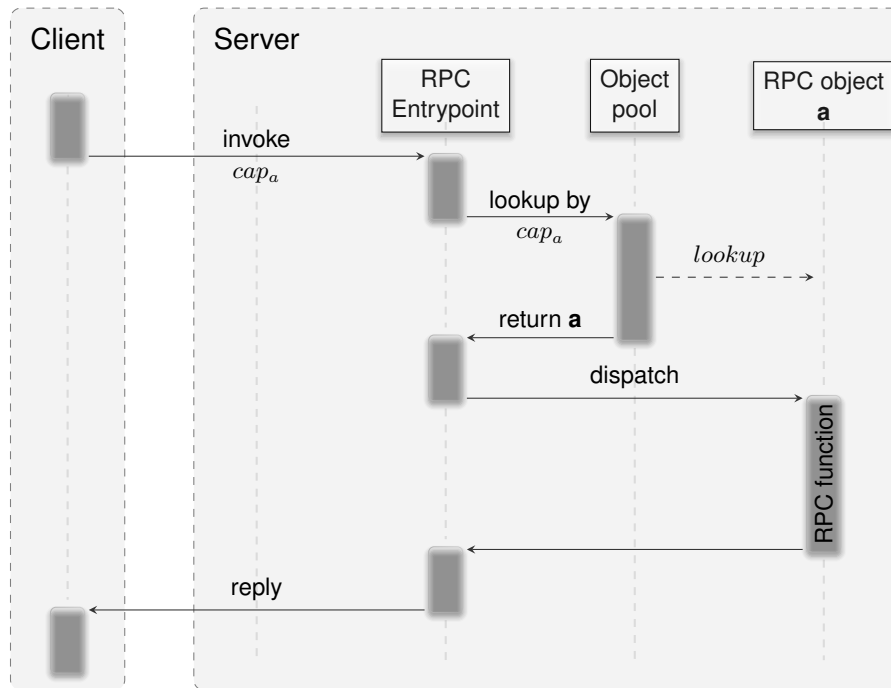 Client
Server
RPC
Entrypoint
Object
pool
RPC object
a
invoke
cap_a
lookup by
cap_a
lookup
return a
dispatch
RPC function
reply